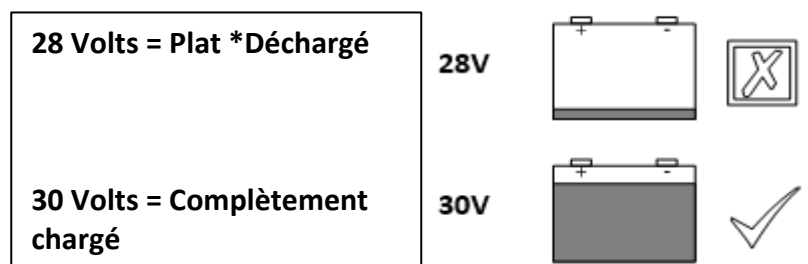 28 Volts = Plat *Déchargé
28V
+ -
30 Volts = Complètement
chargé
30V
+ -